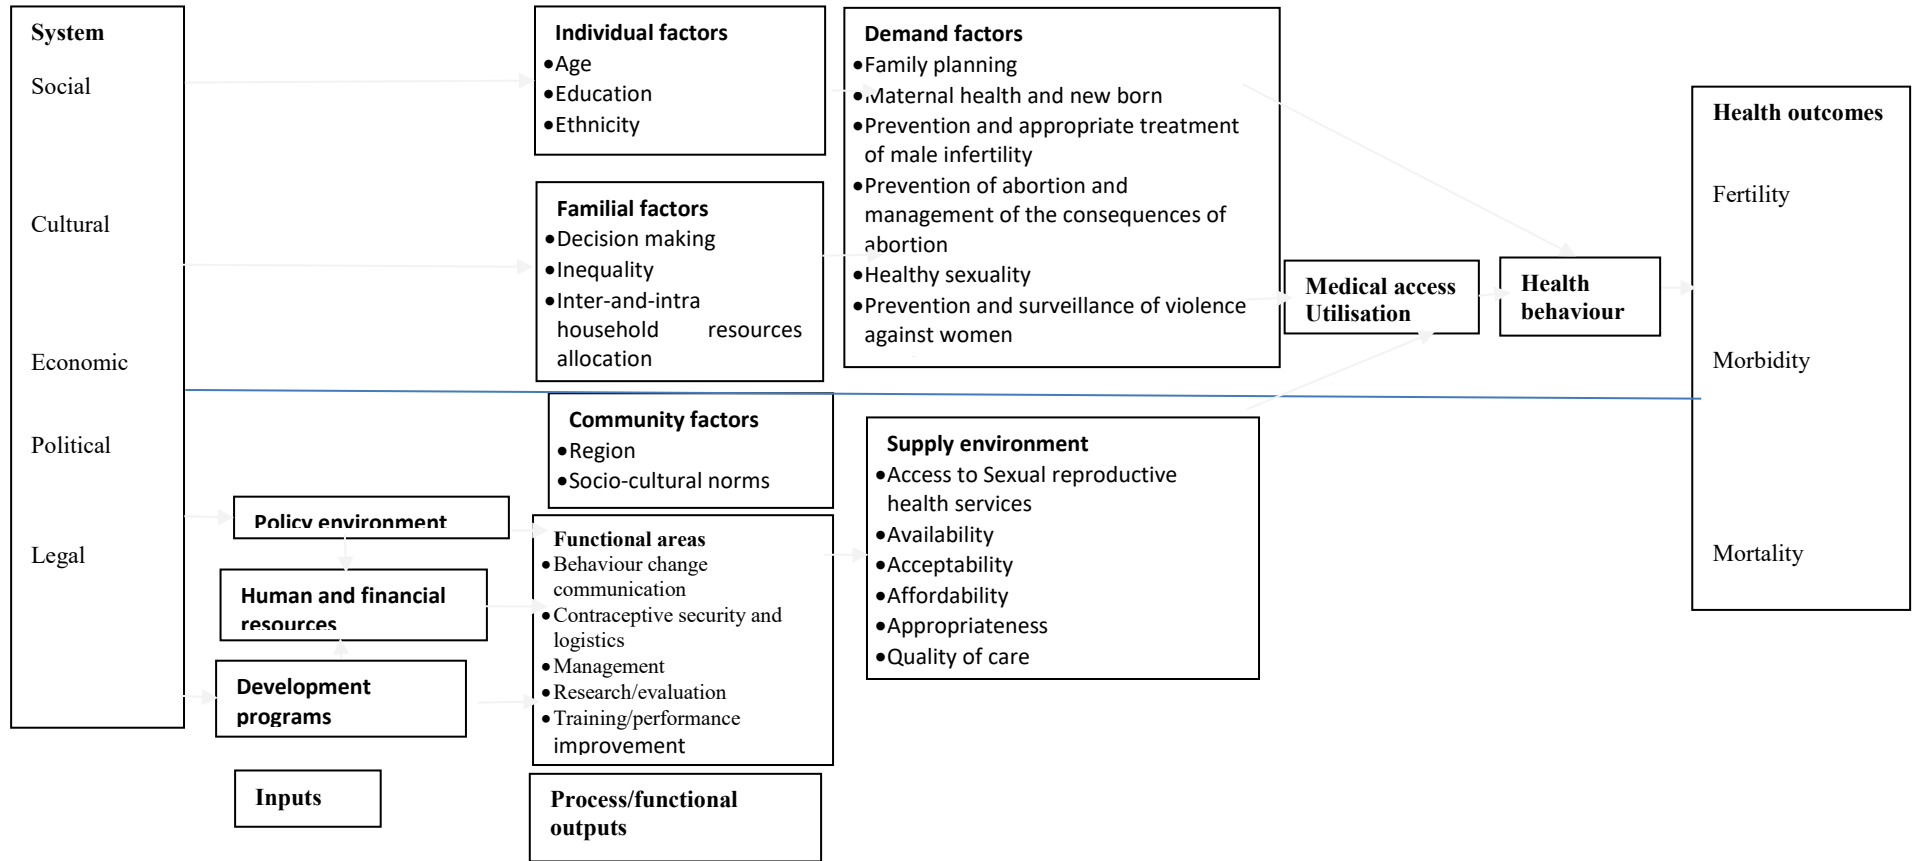 System
Social
Cultural
Economic
Political
Legal
Individual factors
•Age
•Education
•Ethnicity
Familial factors
•Decision making
•Inequality
•Inter-and-intra
household resources
allocation
Community factors
•Region
•Socio-cultural norms
Policy environment
Human and financial
resources
Development
programs
Inputs
Functional areas
•Behaviour change
communication
•Contraceptive security and
logistics
•Management
•Research/evaluation
•Training/performance
improvement
Process/functional
outputs
Demand factors
•Family planning
•Maternal health and new born
•Prevention and appropriate treatment
of male infertility
•Prevention of abortion and
management of the consequences of
abortion
•Healthy sexuality
•Prevention and surveillance of violence
against women
Supply environment
•Access to Sexual reproductive
health services
•Availability
•Acceptability
•Affordability
•Appropriateness
•Quality of care
Medical access
Utilisation
Health
behaviour
Health outcomes
Fertility
Morbidity
Mortality